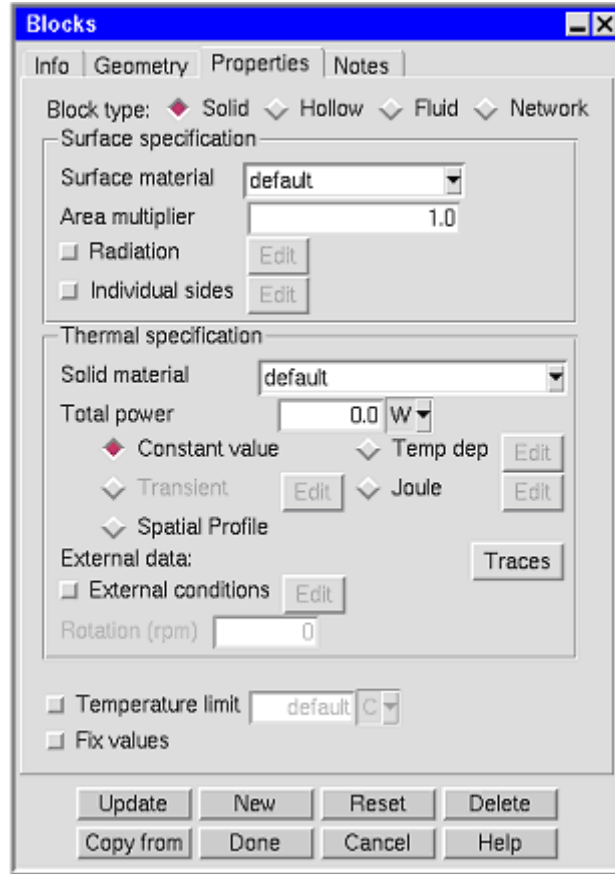 Blocks
Info Geometry Properties Notes
Block type: Solid Hollow Fluid Network
Surface specification
Surface material default
Area multiplier 1.0
Radiation Edit
Individual sides Edit
Thermal specification
Solid material default
Total power 0.0 W
Constant value Temp dep Edit
Transient Edit Joule Edit
Spatial Profile
External data: Traces
External conditions Edit
Rotation (rpm) 0
Temperature limit default C
Fix values
Update New Reset Delete
Copy from Done Cancel Help